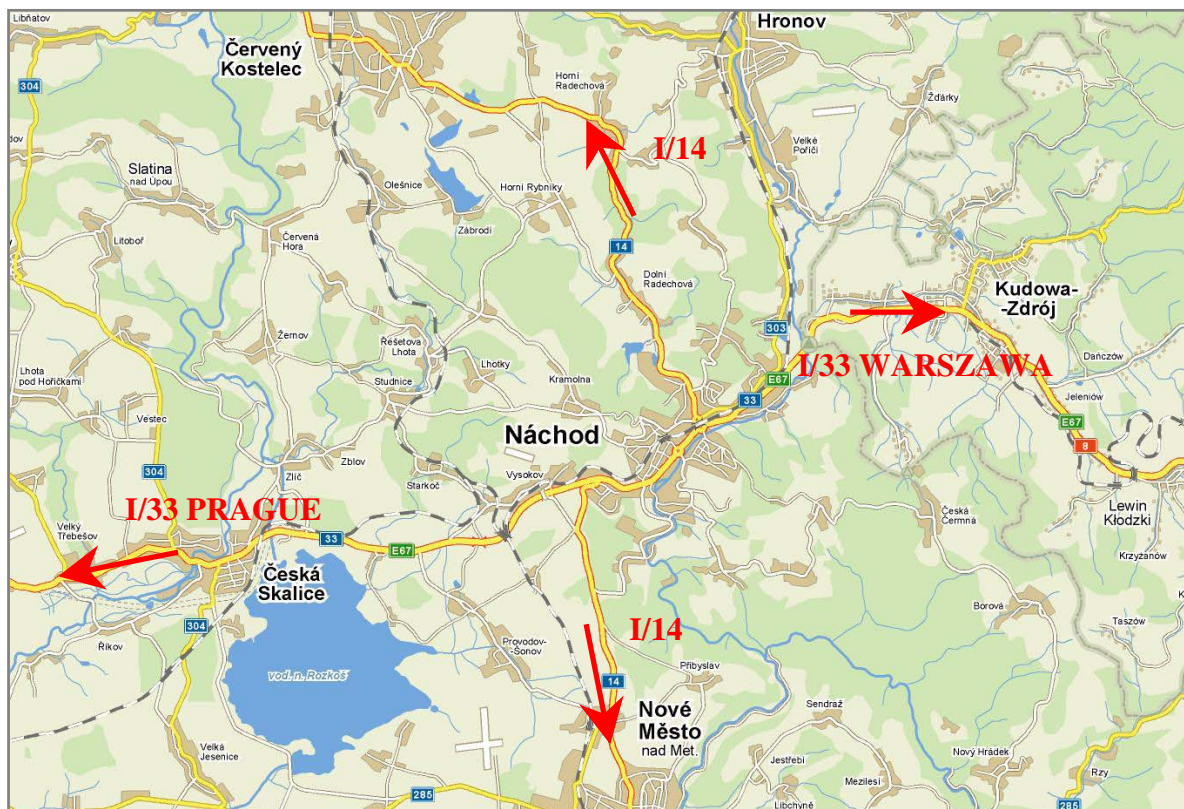 Libňatov
Hronov
Červený
Kostelec
Horní
Radechová
304
Žďárky
I/14
Velké
Poříčí
Slatina
nad Úpou
Olešnice
Horní Rybníky
Litoboř
Červená
Hora
Zábrodí
14
Dolní
Radechová
Kudowa-
-Zdrój
Žernov
Řešetova
Lhota
303
Lhotky
I/33 WARSZAWA
Dańczów
Lhota
pod Hořičkami
Studnice
Kramolna
E67
33
Jeleniów
Vestec
E67
Náchod
8
Zblov
304
Zlíč
Vysokov
Starkoč
I/33 PRAGUE
Lewin
Kłodzki
Česká
Čermná
Velký
Třebešov
33
E67
Krzyżanów
Česká
Skalice
Borová
Taszów
304
I/14
Říkov
Provodov-
-Šonov
Přibyslav
vod. n. Rozkoš
14
Nové
Město
nad Met.
Sendraž
Velká
Jesenice
Nový Hrádek
Jestřebí
Rzy
Mezilesí
285
Libchyně
285